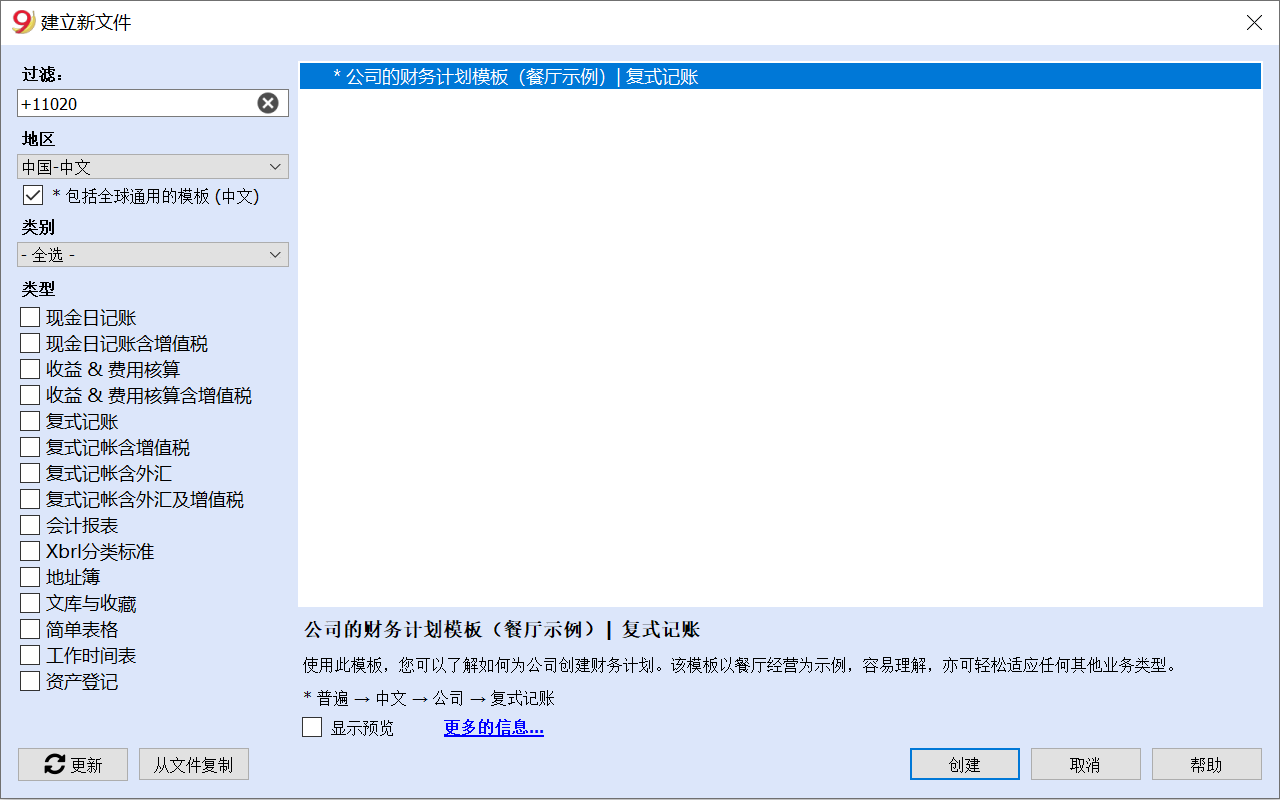 建立新文件
过滤：
+11020
地区
中国-中文
* 包括全球通用的模板 (中文)
类别
- 全选 -
类型
现金日记账
现金日记账含增值税
收益 & 费用核算
收益 & 费用核算含增值税
复式记账
复式记帐含增值税
复式记帐含外汇
复式记帐含外汇及增值税
会计报表
Xbrl分类标准
地址簿
文库与收藏
简单表格
工作时间表
资产登记
* 公司的财务计划模板（餐厅示例）| 复式记账
公司的财务计划模板（餐厅示例）| 复式记账
使用此模板，您可以了解如何为公司创建财务计划。该模板以餐厅经营为示例，容易理解，亦可轻松适应任何其他业务类型。
* 普遍 → 中文 → 公司 → 复式记账
显示预览 更多的信息...
更新 从文件复制 创建 取消 帮助